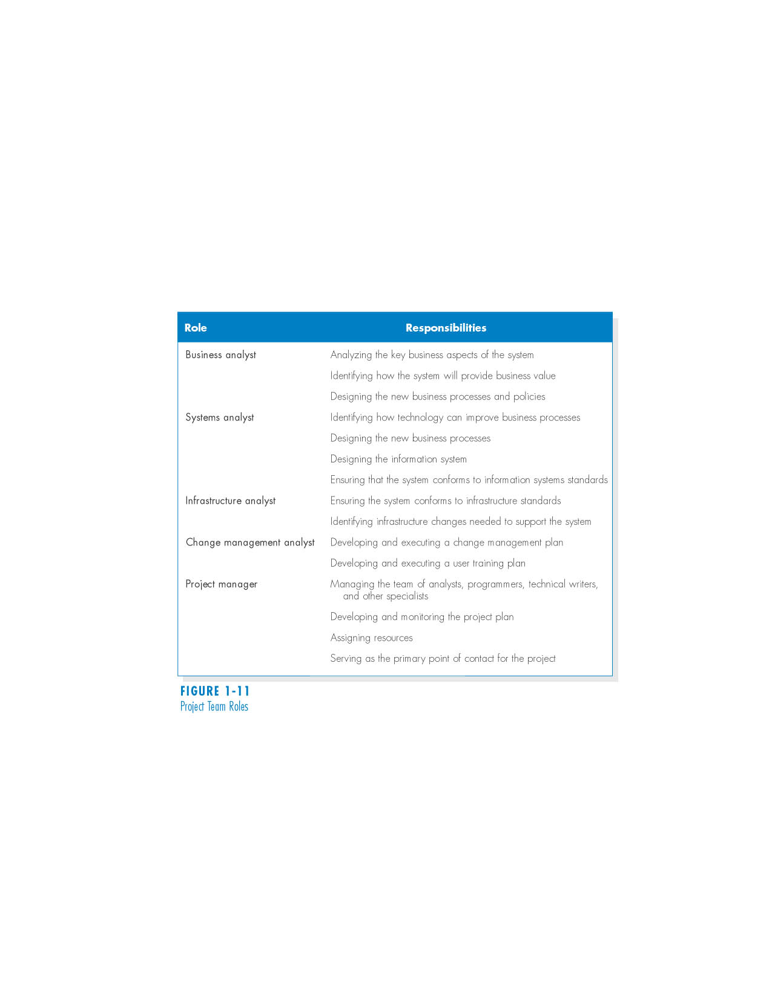 Role Responsibilities
Business analyst Analyzing the key business aspects of the system
Identifying how the system will provide business value
Designing the new business processes and policies
Systems analyst Identifying how technology can improve business processes
Designing the new business processes
Designing the information system
Ensuring that the system conforms to information systems standards
Infrastructure analyst Ensuring the system conforms to infrastructure standards
Identifying infrastructure changes needed to support the system
Change management analyst Developing and executing a change management plan
Developing and executing a user training plan
Project manager Managing the team of analysts, programmers, technical writers,
and other specialists
Developing and monitoring the project plan
Assigning resources
Serving as the primary point of contact for the project
FIGURE 1-11
Project Team Roles